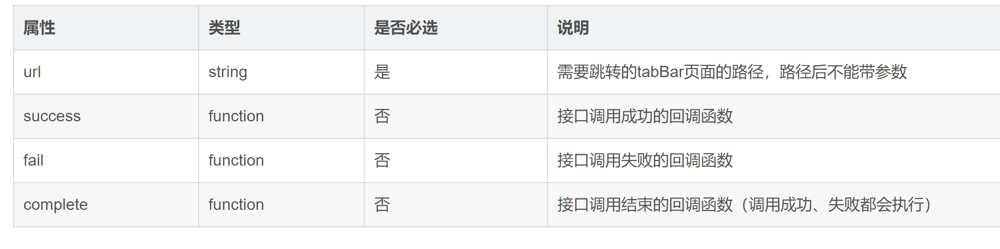 属性 类型 是否必选 说明
url string 是 需要跳转的tabBar页面的路径，路径后不能带参数
success function 否 接口调用成功的回调函数
fail function 否 接口调用失败的回调函数
complete function 否 接口调用结束的回调函数（调用成功、失败都会执行）